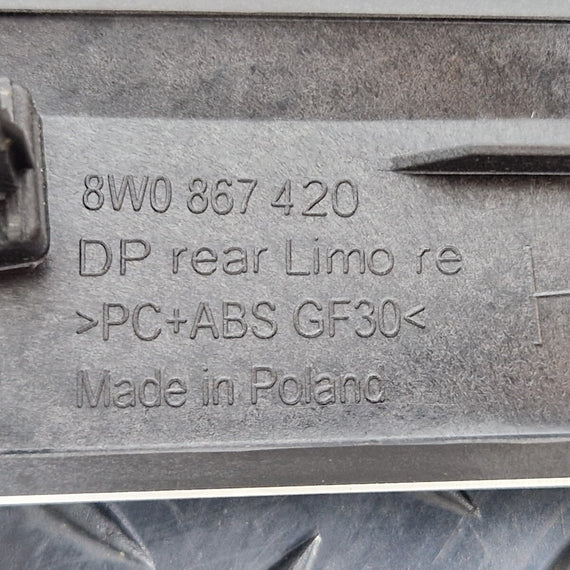 8W0 867 420
DP rear Limo re
>PC+ABS GF30<
Made in Poland